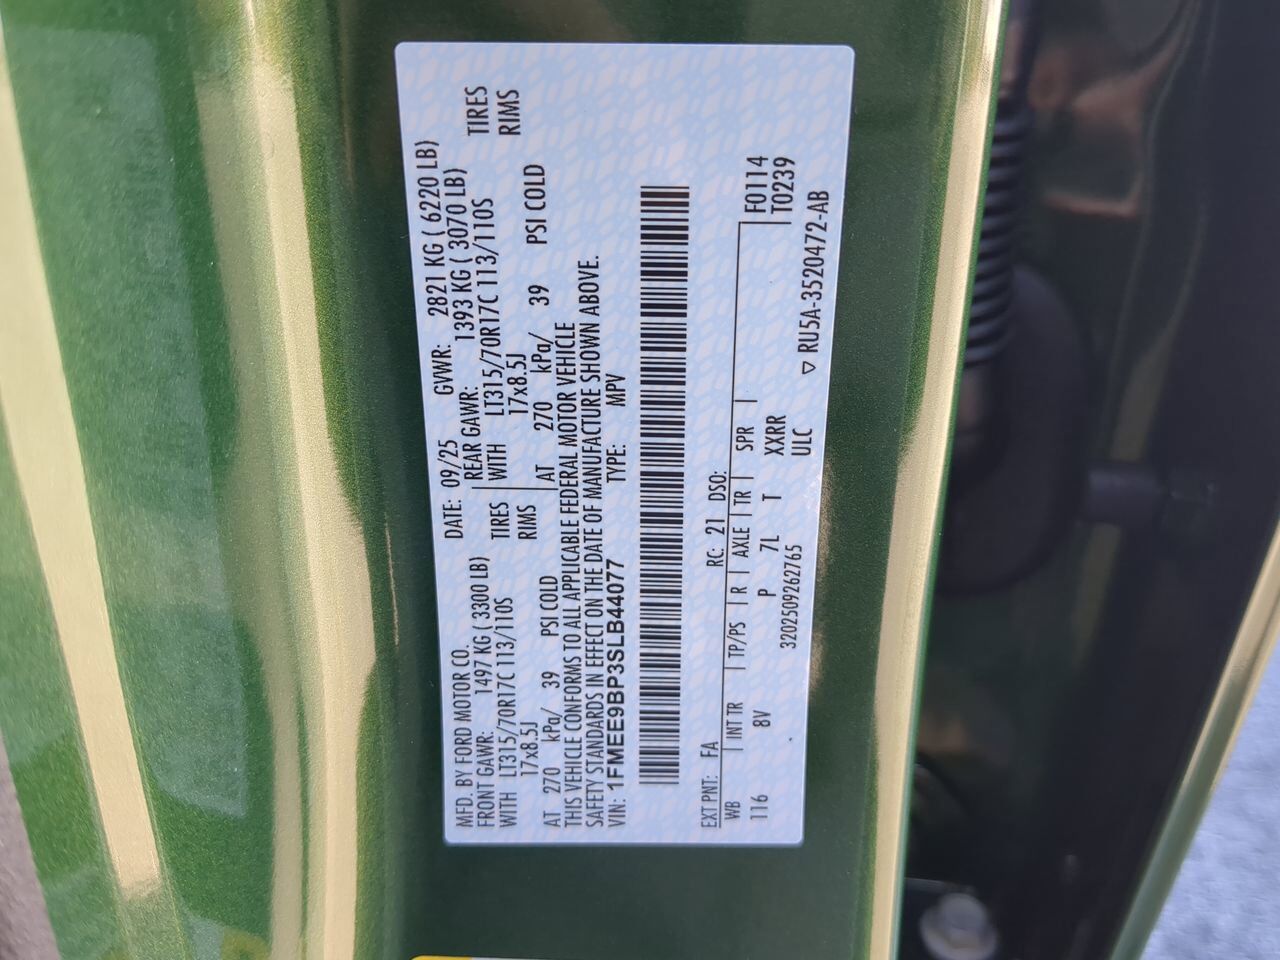 MFD. BY FORD MOTOR CO. DATE: 09/25 GVWR: 2821 KG ( 6220 LB)
FRONT GAWR: 1497 KG ( 3300 LB) REAR GAWR: 1393 KG ( 3070 LB)
WITH LT315/70R17C 113/110S TIRES WITH LT315/70R17C 113/110S TIRES
17x8.5J RIMS 17x8.5J RIMS
AT 270 kPa/ 39 PSI COLD AT 270 kPa/ 39 PSI COLD
THIS VEHICLE CONFORMS TO ALL APPLICABLE FEDERAL MOTOR VEHICLE
SAFETY STANDARDS IN EFFECT ON THE DATE OF MANUFACTURE SHOWN ABOVE.
VIN: 1FMEE9BP3SLB44077 TYPE: MPV
EXT PNT: FA RC: 21 DSO:
WB INT TR TP/PS R AXLE TR SPR F0114
116 8V P 7L T XXRR T0239
3202509262765 ULC ▽ RU5A-3520472-AB